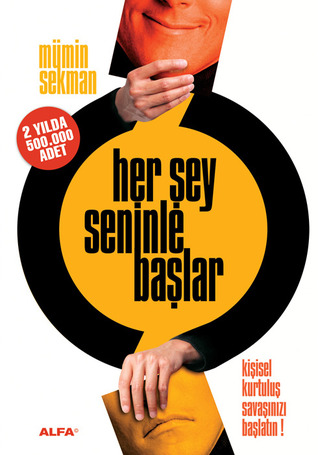 mümin
sekman
2 YILDA
500.000
ADET
her şey
seninle
başlar
kişisel
kurtuluş
savaşınızı
başlatın !
ALFA©